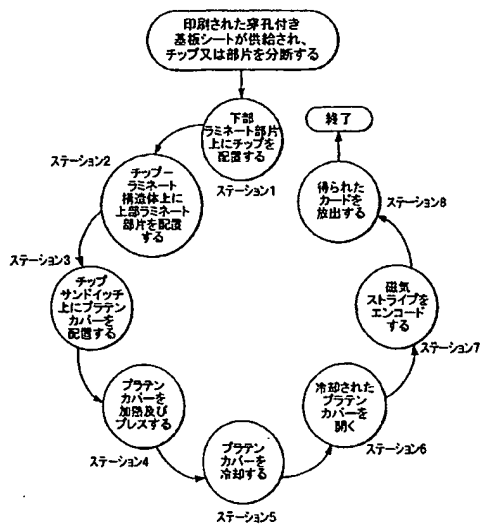 印刷された穿孔付き
基板シートが供給され、
チップ又は部片を分断する
下部
ラミネート部片
上にチップを
配置する
ステーション1
ステーション2
チップー
ラミネート
構造体上に
上部ラミネート
部片を配置
する
ステーション3
チップ
サンドイッチ
上にプラテン
カバーを
配置する
プラテン
カバーを
加熱及び
プレスする
ステーション4
プラテン
カバーを
冷却する
ステーション5
冷却された
プラテン
カバーを
開く
ステーション6
磁気
ストライプを
エンコード
する
ステーション7
得られた
カードを
放出する
ステーション8
終了